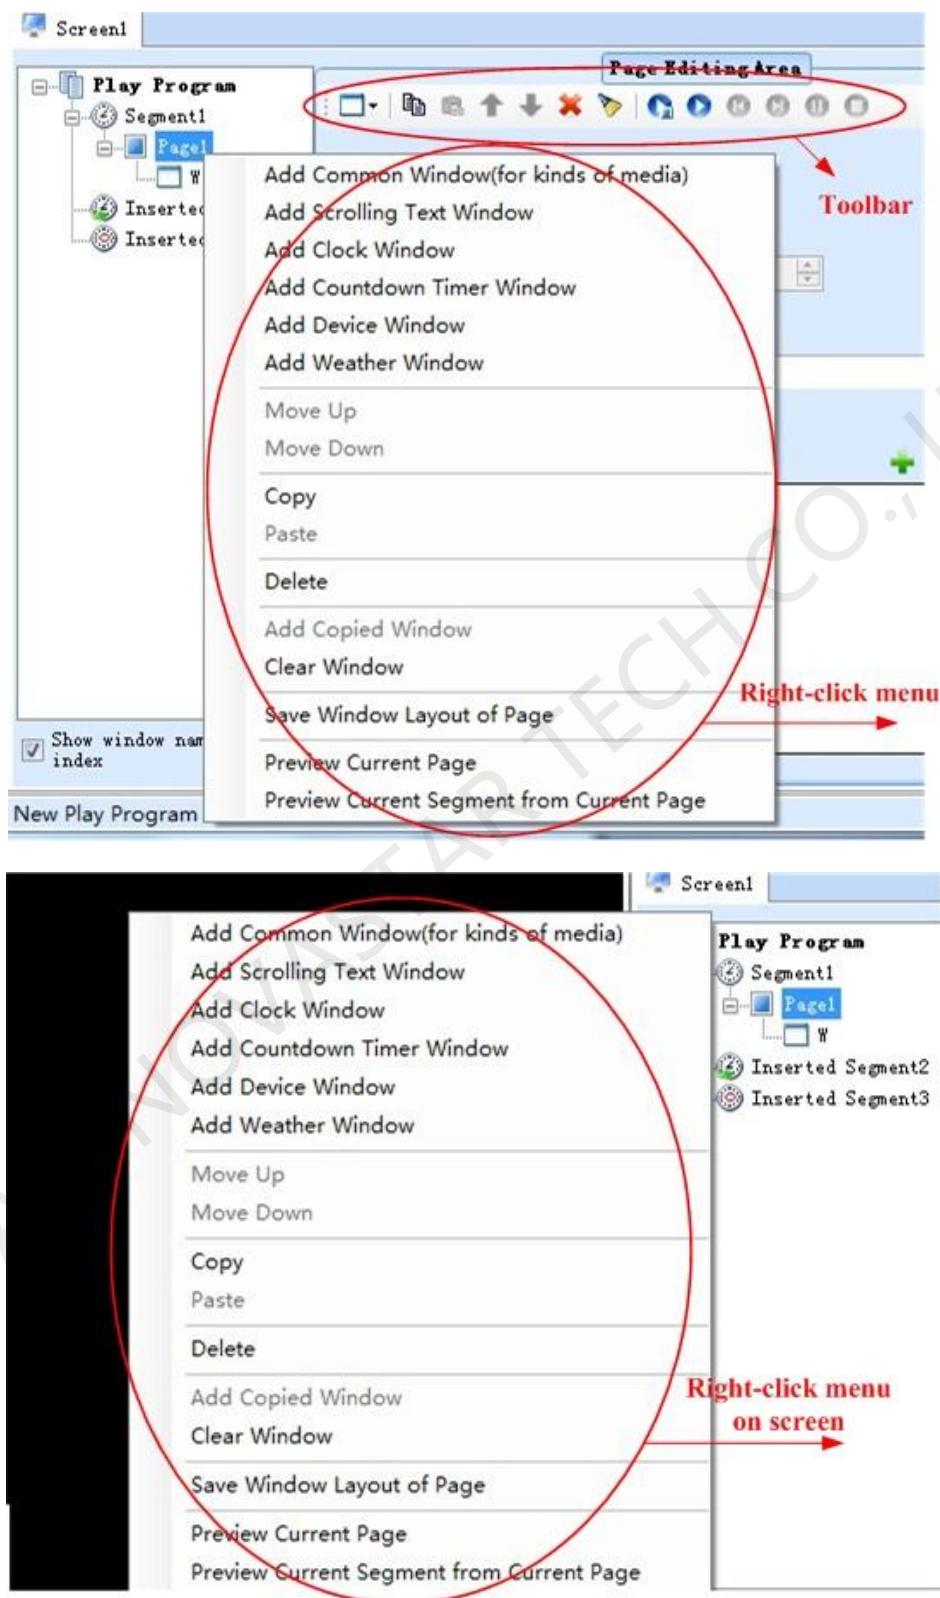 Screen1
Page Editing Area
Play Program
Segment1
Page1
W
Inserted
Inserted
Toolbar
Add Common Window(for kinds of media)
Add Scrolling Text Window
Add Clock Window
Add Countdown Timer Window
Add Device Window
Add Weather Window
Move Up
Move Down
Copy
Paste
Delete
Add Copied Window
Clear Window
Save Window Layout of Page
Preview Current Page
Preview Current Segment from Current Page
Right-click menu
Show window nam
index
New Play Program
Screen1
Play Program
Segment1
Page1
W
Inserted Segment2
Inserted Segment3
Add Common Window(for kinds of media)
Add Scrolling Text Window
Add Clock Window
Add Countdown Timer Window
Add Device Window
Add Weather Window
Move Up
Move Down
Copy
Paste
Delete
Add Copied Window
Clear Window
Save Window Layout of Page
Preview Current Page
Preview Current Segment from Current Page
Right-click menu
on screen
NOVASTAR TECH CO.,